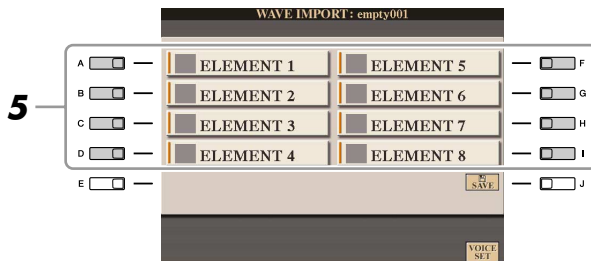 WAVE IMPORT: empty001
5
A ELEMENT 1 ELEMENT 5 F
B ELEMENT 2 ELEMENT 6 G
C ELEMENT 3 ELEMENT 7 H
D ELEMENT 4 ELEMENT 8 I
E SAVE J
VOICE
SET